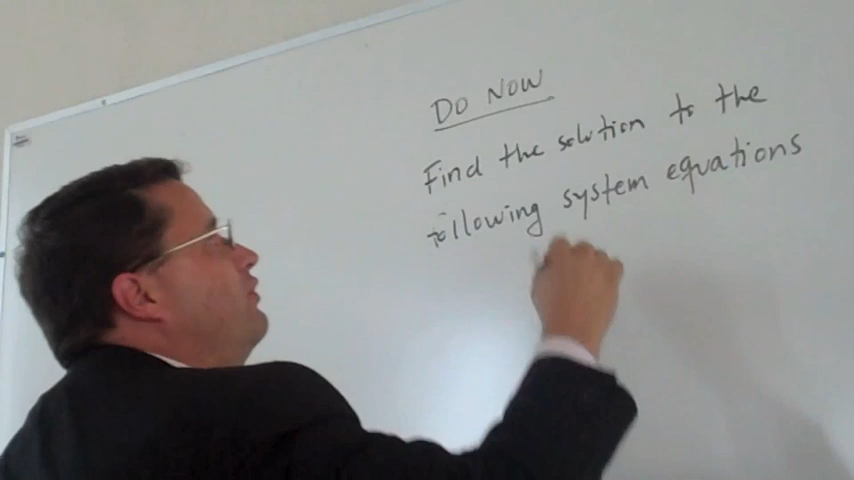 DO NOW
Find the solution to the
following system equations